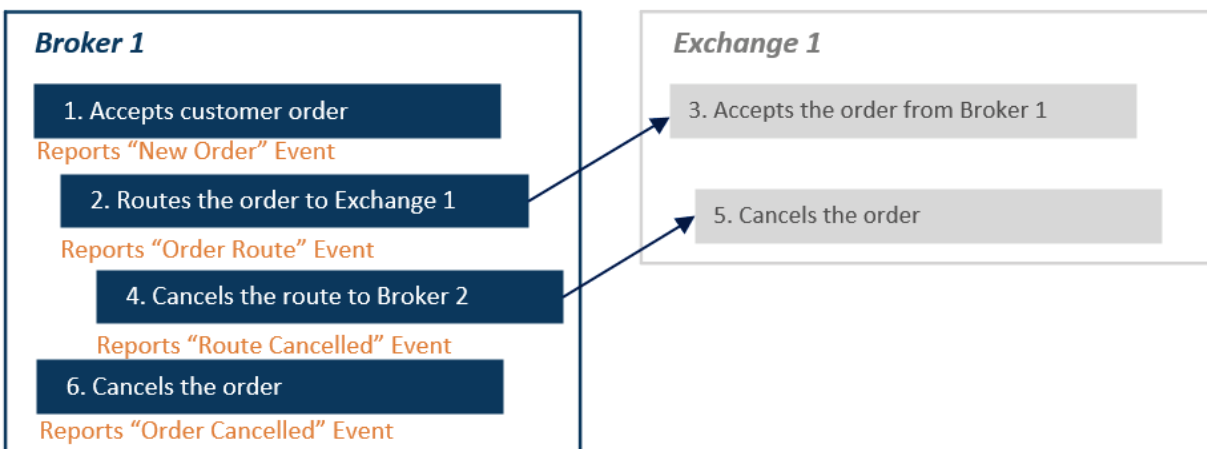 Broker 1
Exchange 1
1. Accepts customer order
3. Accepts the order from Broker 1
Reports “New Order” Event
2. Routes the order to Exchange 1
5. Cancels the order
Reports “Order Route” Event
4. Cancels the route to Broker 2
Reports “Route Cancelled” Event
6. Cancels the order
Reports “Order Cancelled” Event